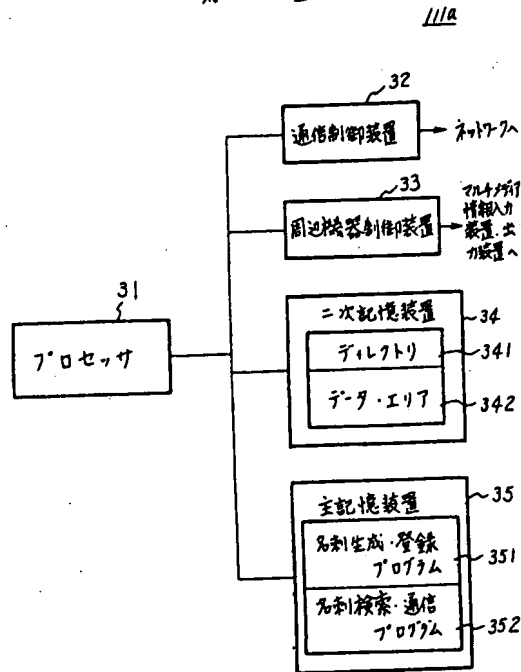 111a
32
通信制御装置
ネットワークへ
33
周辺機器制御装置
マルチメディア
情報入力
装置、出
力装置へ
31
プロセッサ
二次記憶装置
34
ディレクトリ
341
データ・エリア
342
主記憶装置
35
名刺生成・登録
プログラム
351
名刺検索・通信
プログラム
352